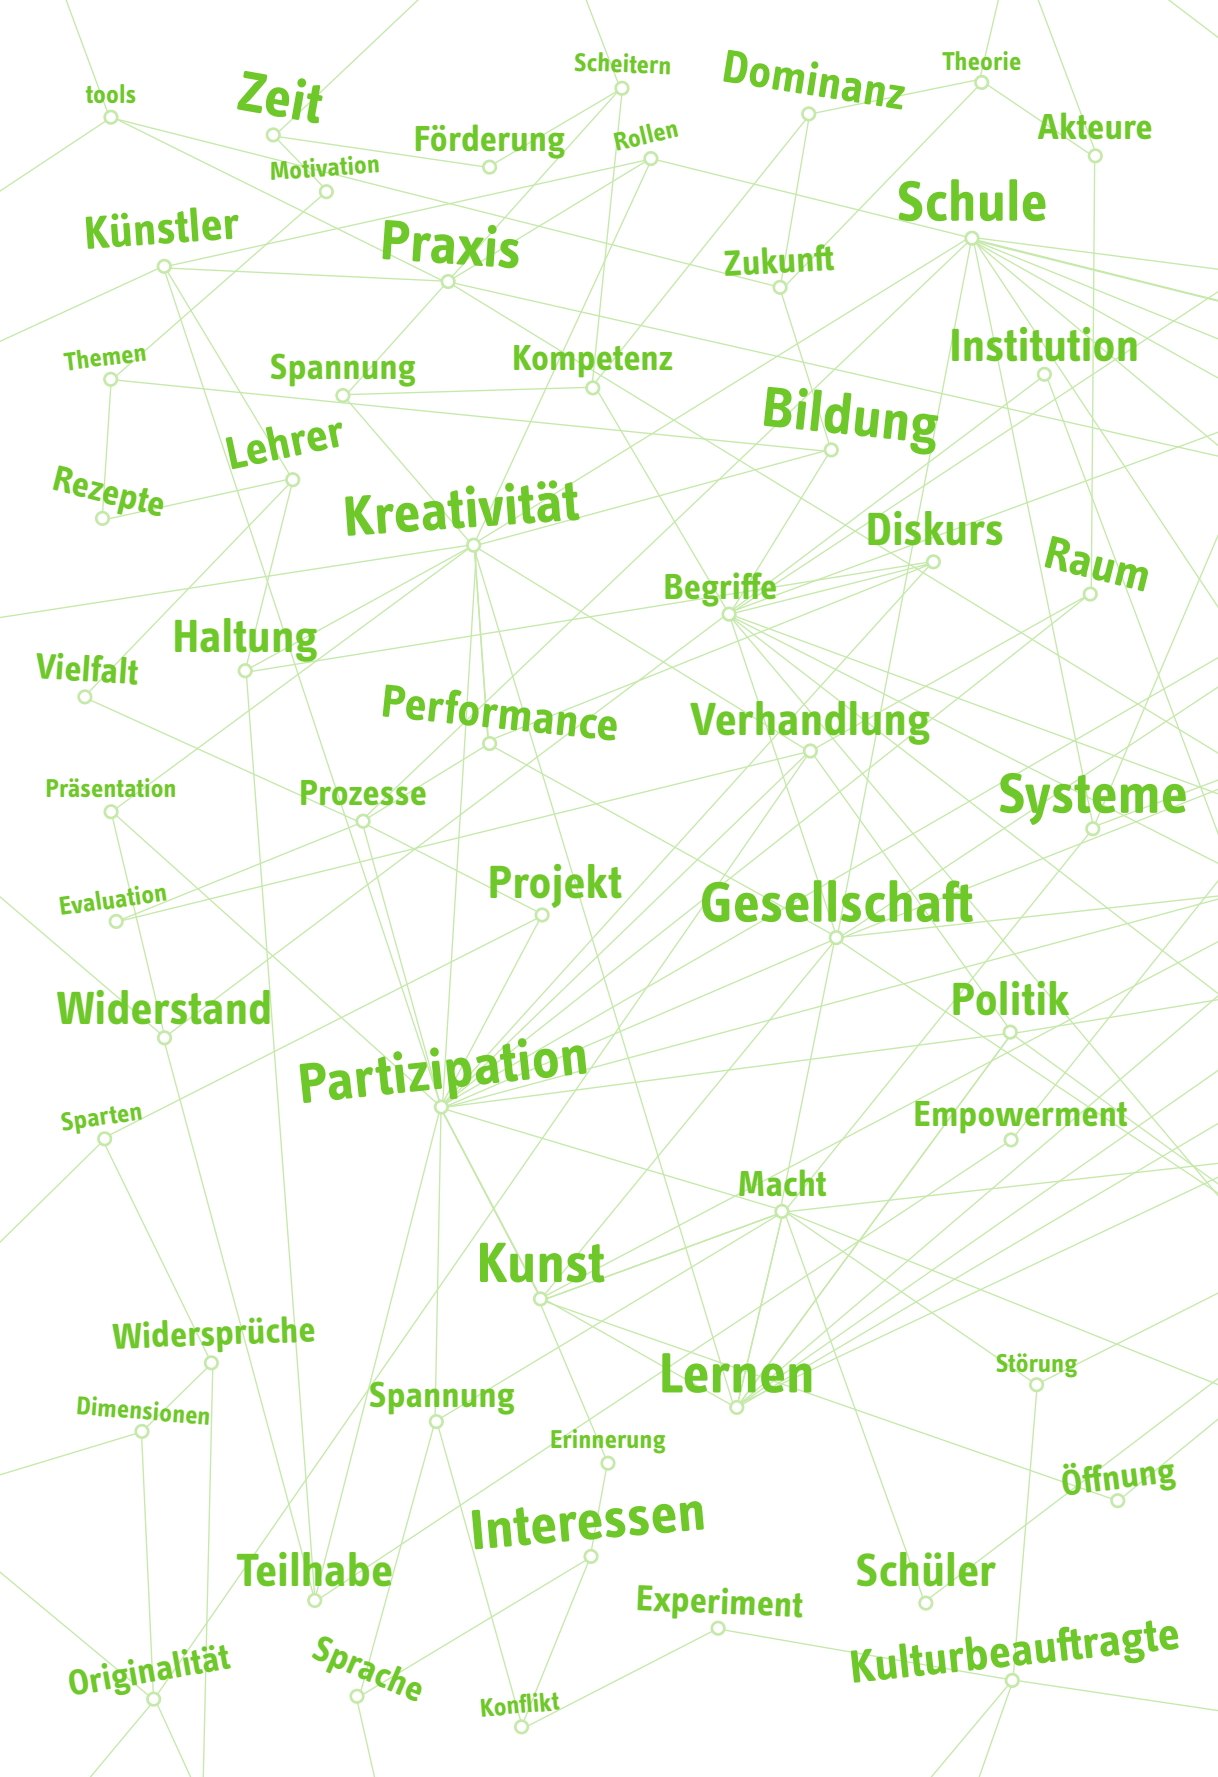 Scheitern
Dominanz
Theorie
tools
Zeit
Förderung
Rollen
Akteure
Motivation
Künstler
Praxis
Schule
Zukunft
Themen
Spannung
Kompetenz
Institution
Lehrer
Bildung
Rezepte
Kreativität
Diskurs
Begriffe
Raum
Haltung
Vielfalt
Performance
Verhandlung
Präsentation
Prozesse
Systeme
Evaluation
Projekt
Gesellschaft
Widerstand
Politik
Partizipation
Sparten
Empowerment
Macht
Kunst
Widersprüche
Lernen
Störung
Dimensionen
Spannung
Erinnerung
Öffnung
Interessen
Teilhabe
Schüler
Experiment
Originalität
Sprache
Kulturbeauftragte
Konflikt